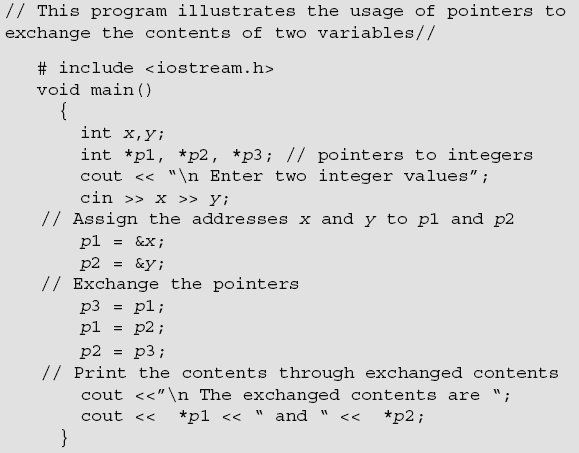 // This program illustrates the usage of pointers to
exchange the contents of two variables//
# include <iostream.h>
void main()
{
int x,y;
int *p1, *p2, *p3; // pointers to integers
cout << “\n Enter two integer values”;
cin >> x >> y;
// Assign the addresses x and y to p1 and p2
p1 = &x;
p2 = &y;
// Exchange the pointers
p3 = p1;
p1 = p2;
p2 = p3;
// Print the contents through exchanged contents
cout <<”\n The exchanged contents are “;
cout << *p1 << “ and “ << *p2;
}